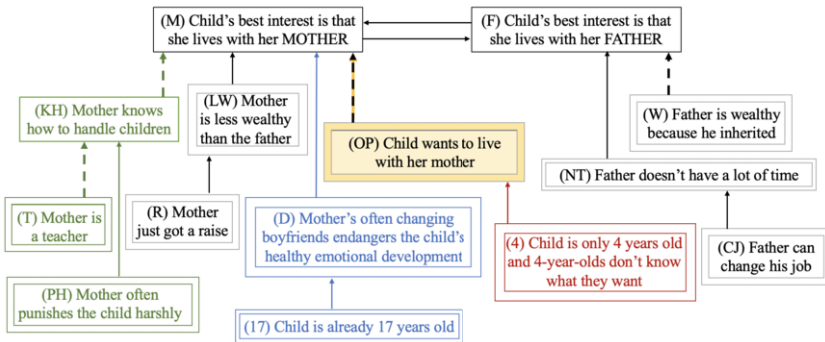 (M) Child's best interest is that
she lives with her MOTHER
(F) Child's best interest is that
she lives with her FATHER
(KH) Mother knows
how to handle children
(LW) Mother
is less wealthy
than the father
(OP) Child wants to live
with her mother
(W) Father is wealthy
because he inherited
(NT) Father doesn't have a lot of time
(T) Mother is
a teacher
(R) Mother
just got a raise
(D) Mother's often changing
boyfriends endangers the child's
healthy emotional development
(4) Child is only 4 years old
and 4-year-olds don't know
what they want
(CJ) Father can
change his job
(PH) Mother often
punishes the child harshly
(17) Child is already 17 years old